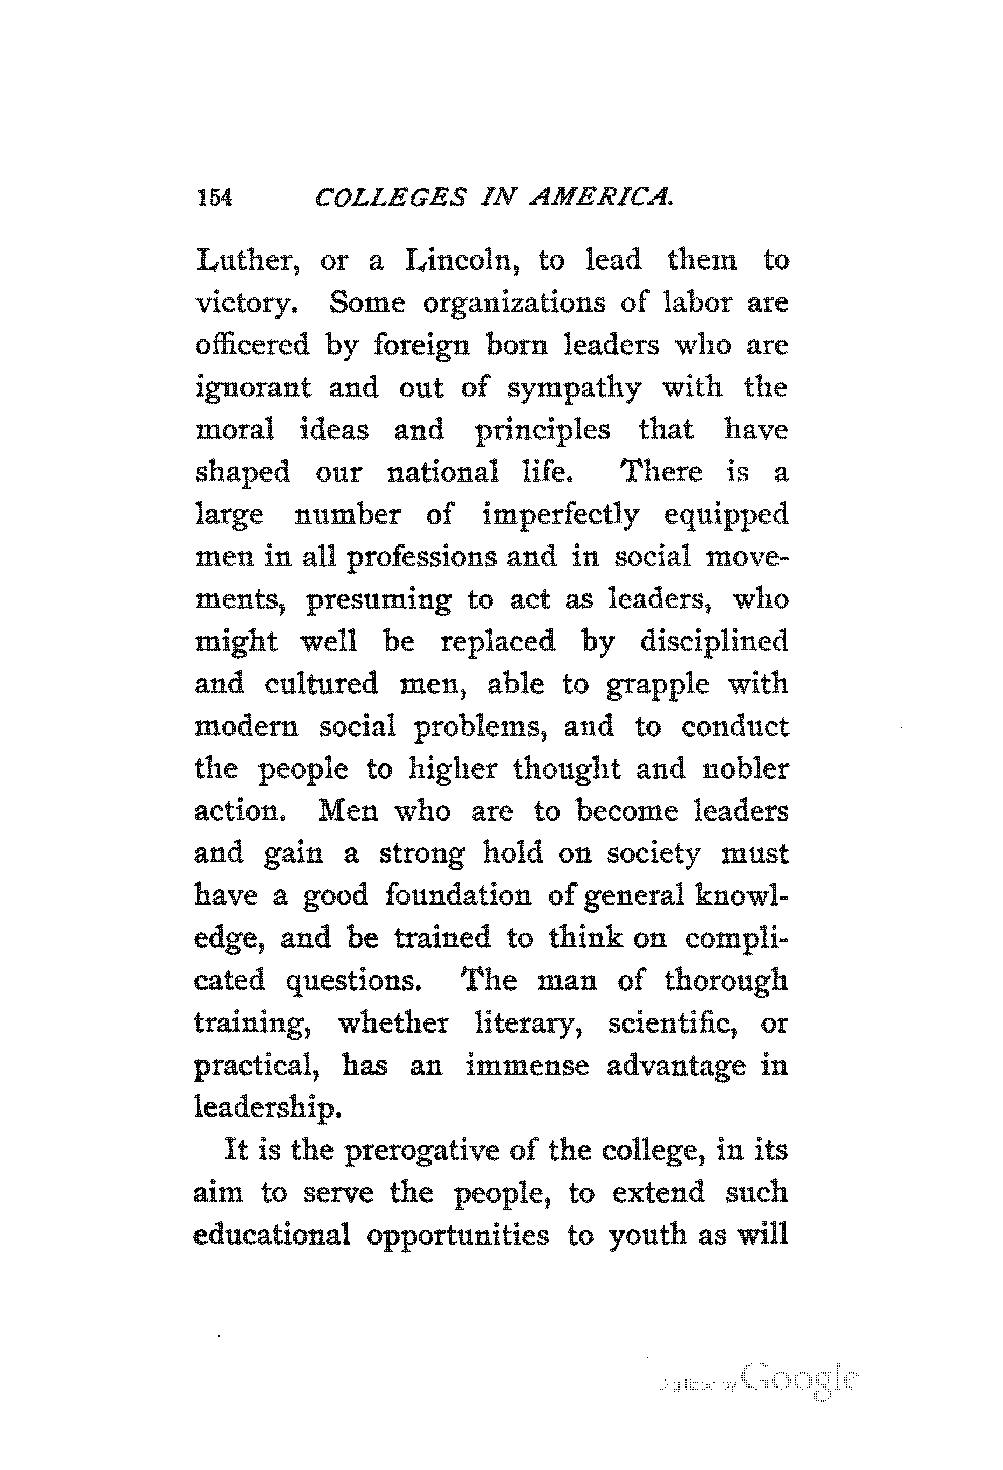 154 COLLEGES IN AMERICA.
Luther, or a Lincoln, to lead them to
victory. Some organizations of labor are
officered by foreign born leaders who are
ignorant and out of sympathy with the
moral ideas and principles that have
shaped our national life. There is a
large number of imperfectly equipped
men in all professions and in social move-
ments, presuming to act as leaders, who
might well be replaced by disciplined
and cultured men, able to grapple with
modern social problems, and to conduct
the people to higher thought and nobler
action. Men who are to become leaders
and gain a strong hold on society must
have a good foundation of general knowl-
edge, and be trained to think on compli-
cated questions. The man of thorough
training, whether literary, scientific, or
practical, has an immense advantage in
leadership.
It is the prerogative of the college, in its
aim to serve the people, to extend such
educational opportunities to youth as will
Digitized by Google